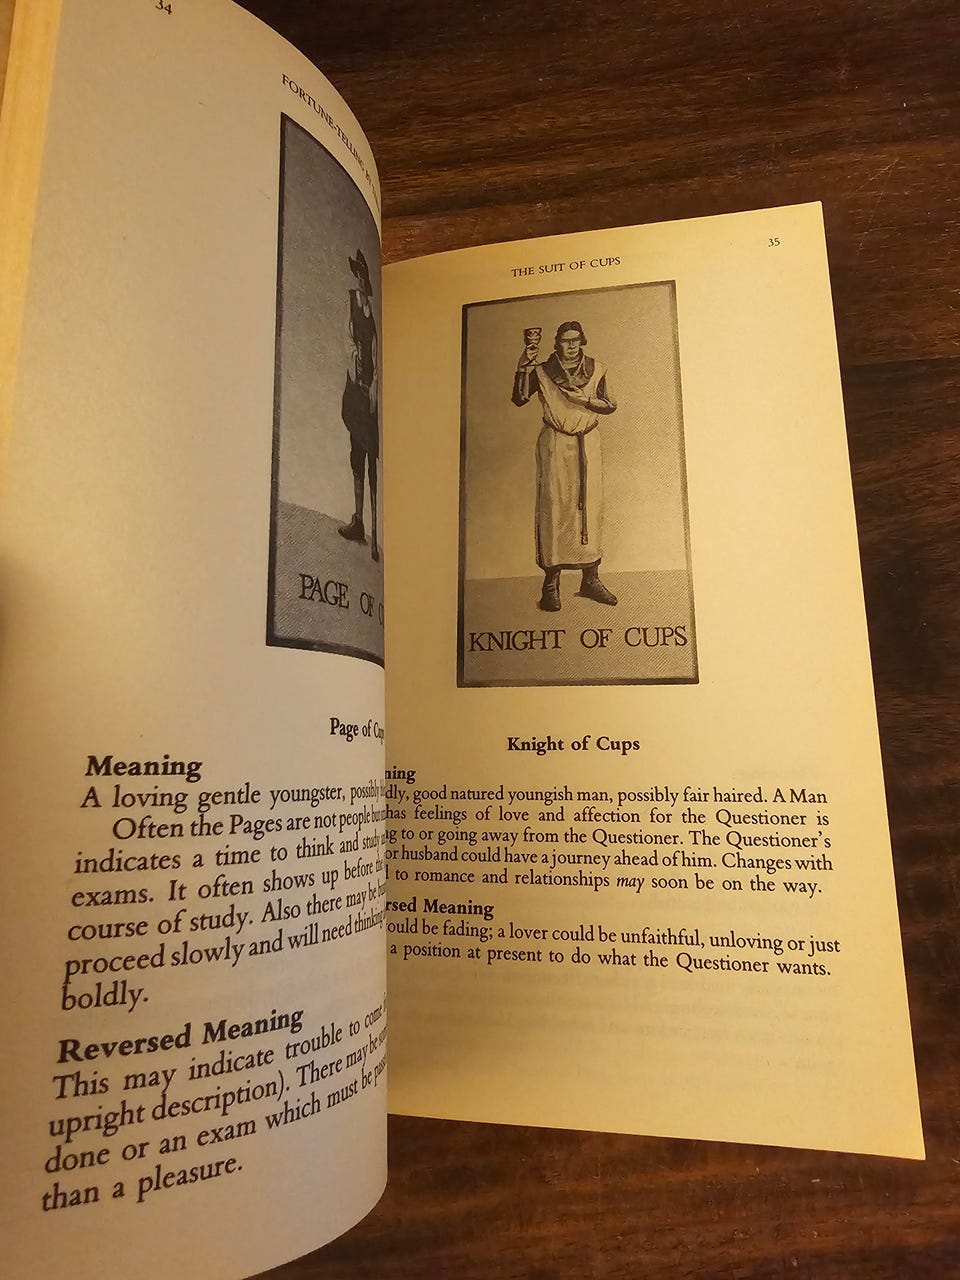 34
FORTUNE-TELLING BY
PAGE OF
Page of Cup
Meaning
A loving gentle youngster, possibly
Often the Pages are not people but
indicates a time to think and study
exams. It often shows up before the
course of study. Also there may be
proceed slowly and will need thinking
boldly.
Reversed Meaning
This may indicate trouble to come
upright description). There may be
done or an exam which must be
than a pleasure.
35
THE SUIT OF CUPS
KNIGHT OF CUPS
Knight of Cups
ning
dly, good natured youngish man, possibly fair haired. A Man
has feelings of love and affection for the Questioner is
g to or going away from the Questioner. The Questioner's
or husband could have a journey ahead of him. Changes with
to romance and relationships may soon be on the way.
rsed Meaning
ould be fading; a lover could be unfaithful, unloving or just
a position at present to do what the Questioner wants.